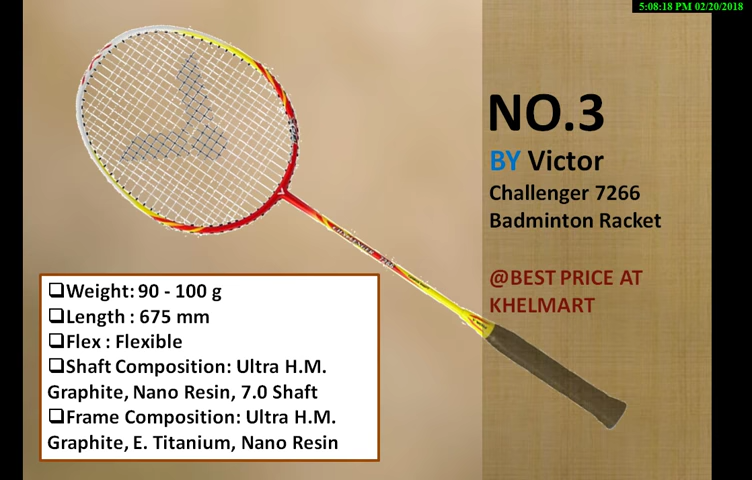 5:08:18 PM 02/20/2018
NO.3
BY Victor
Challenger 7266
Badminton Racket
@BEST PRICE AT
KHELMART
❑Weight: 90 - 100 g
❑Length : 675 mm
❑Flex : Flexible
❑Shaft Composition: Ultra H.M.
Graphite, Nano Resin, 7.0 Shaft
❑Frame Composition: Ultra H.M.
Graphite, E. Titanium, Nano Resin